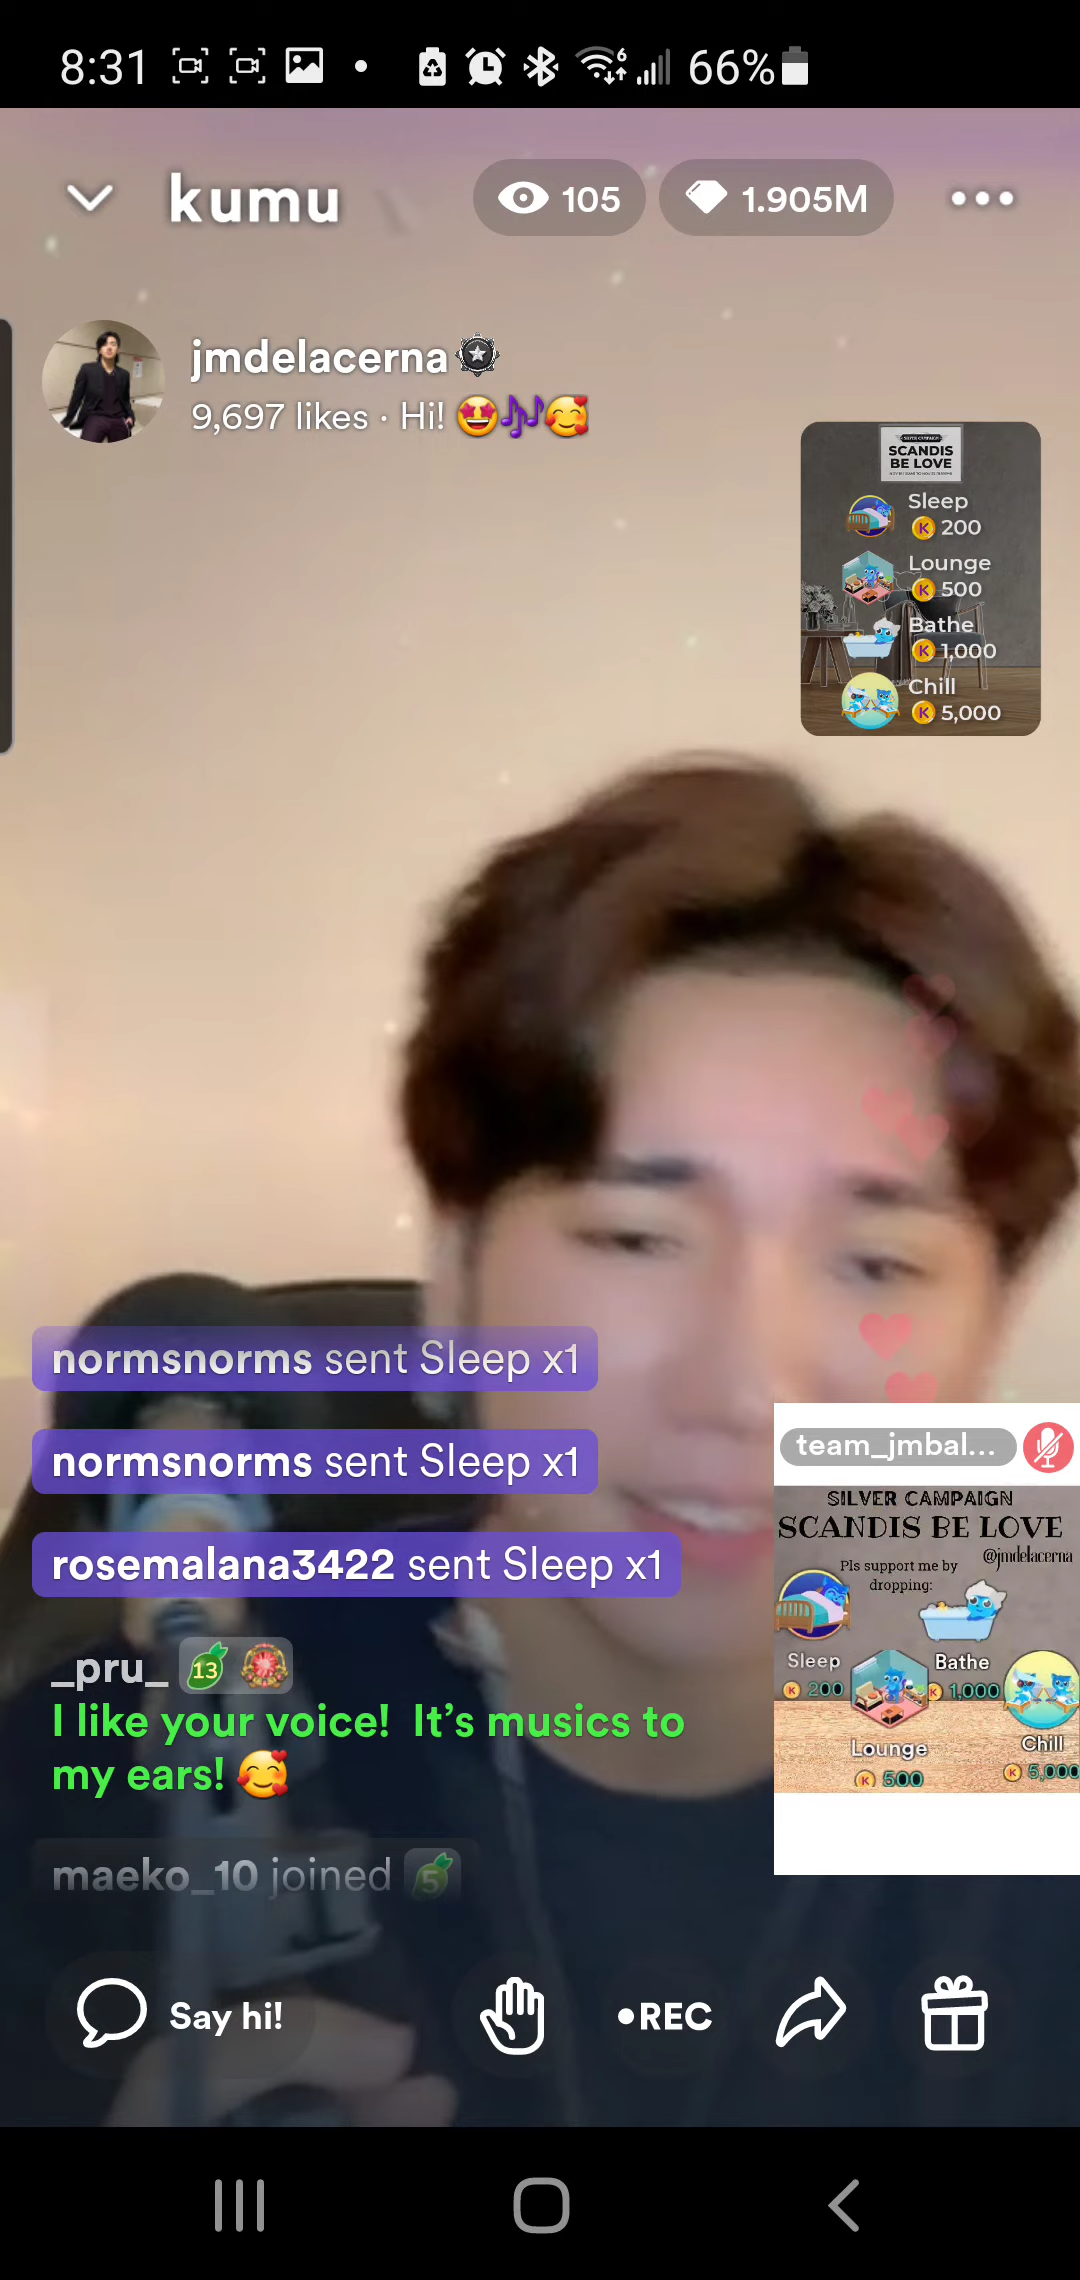 8:31
66%
kumu
105
1.905M
jmdelacerna
9,697 likes · Hi! 🤩🎶🥰
SCANDIS
BE LOVE
Sleep
200
Lounge
500
Bathe
1,000
Chill
5,000
normsnorms sent Sleep x1
normsnorms sent Sleep x1
rosemalana3422 sent Sleep x1
_pru_ 13
I like your voice! It's musics to
my ears! 🥰
maeko_10 joined 5
team_jmbal...
SILVER CAMPAIGN
SCANDIS BE LOVE
@jmdelacerna
Pls support me by
dropping:
Sleep
200
Bathe
1,000
Lounge
500
Chill
5,000
Say hi!
•REC